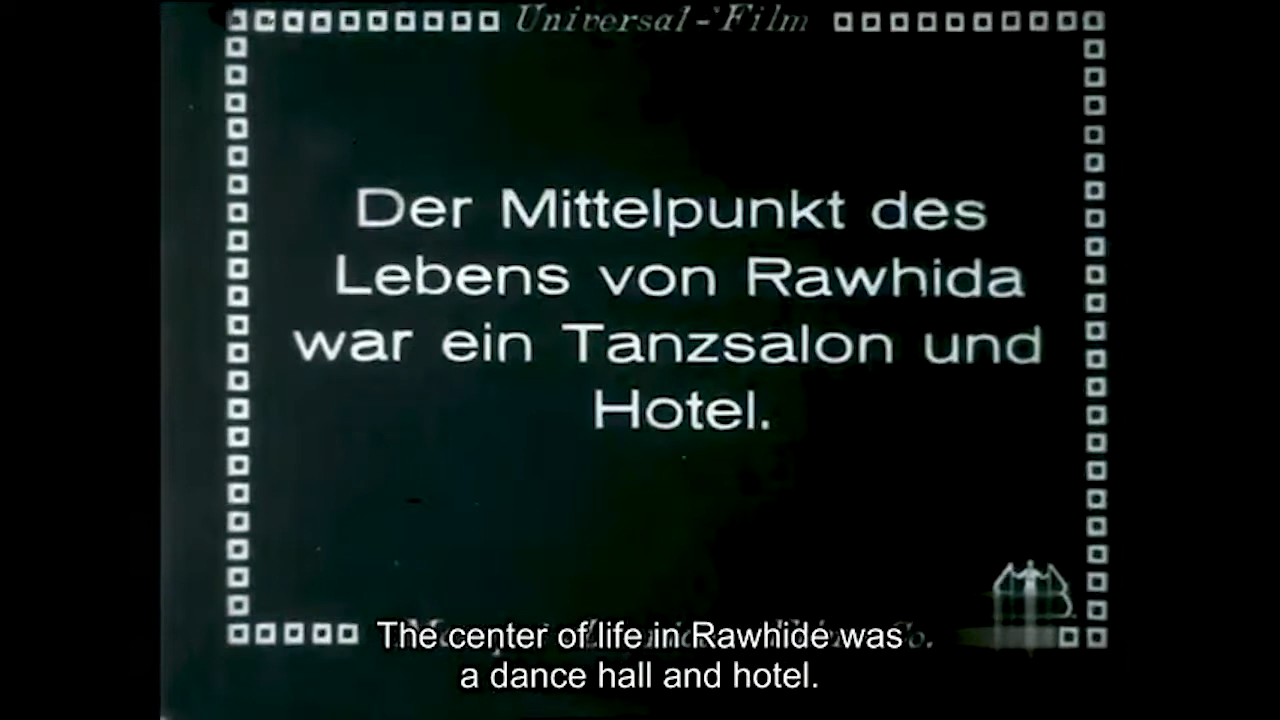 Universal-Film
Der Mittelpunkt des
Lebens von Rawhida
war ein Tanzsalon und
Hotel.
The center of life in Rawhide was
a dance hall and hotel.